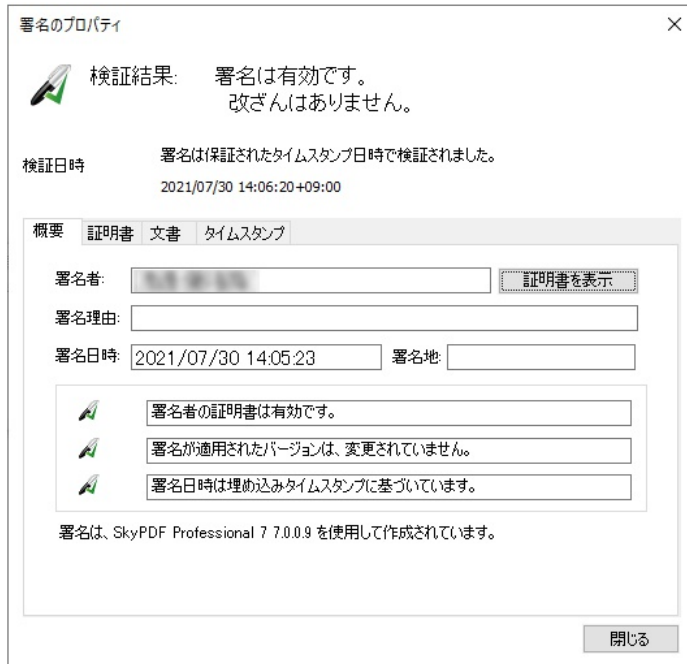 署名のプロパティ
検証結果: 署名は有効です。
改ざんはありません。
検証日時
署名は保証されたタイムスタンプ日時で検証されました。
2021/07/30 14:06:20+09:00
概要 証明書 文書 タイムスタンプ
署名者: 証明書を表示
署名理由:
署名日時: 2021/07/30 14:05:23 署名地:
署名者の証明書は有効です。
署名が適用されたバージョンは、変更されていません。
署名日時は埋め込みタイムスタンプに基づいています。
署名は、SkyPDF Professional 7 7.0.0.9 を使用して作成されています。
閉じる